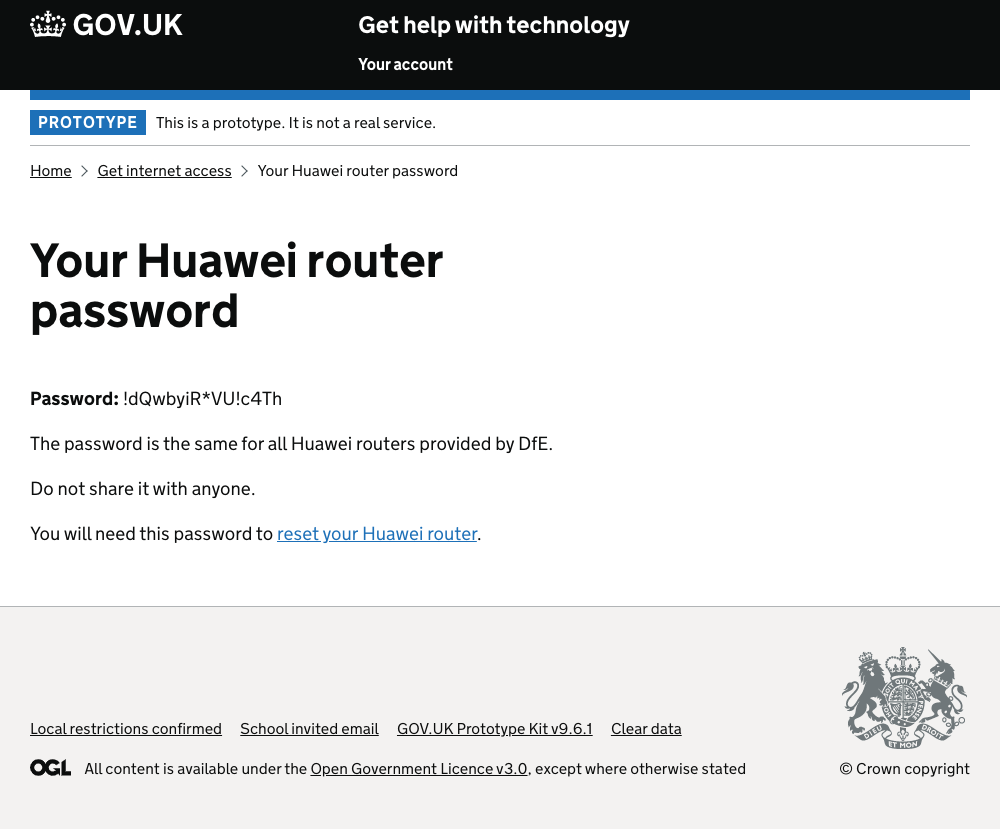 GOV.UK
Get help with technology
Your account
PROTOTYPE This is a prototype. It is not a real service.
Home Get internet access Your Huawei router password
Your Huawei router
password
Password: !dQwbyiR*VU!c4Th
The password is the same for all Huawei routers provided by DfE.
Do not share it with anyone.
You will need this password to reset your Huawei router.
Local restrictions confirmed School invited email GOV.UK Prototype Kit v9.6.1 Clear data
OGL All content is available under the Open Government Licence v3.0, except where otherwise stated
© Crown copyright